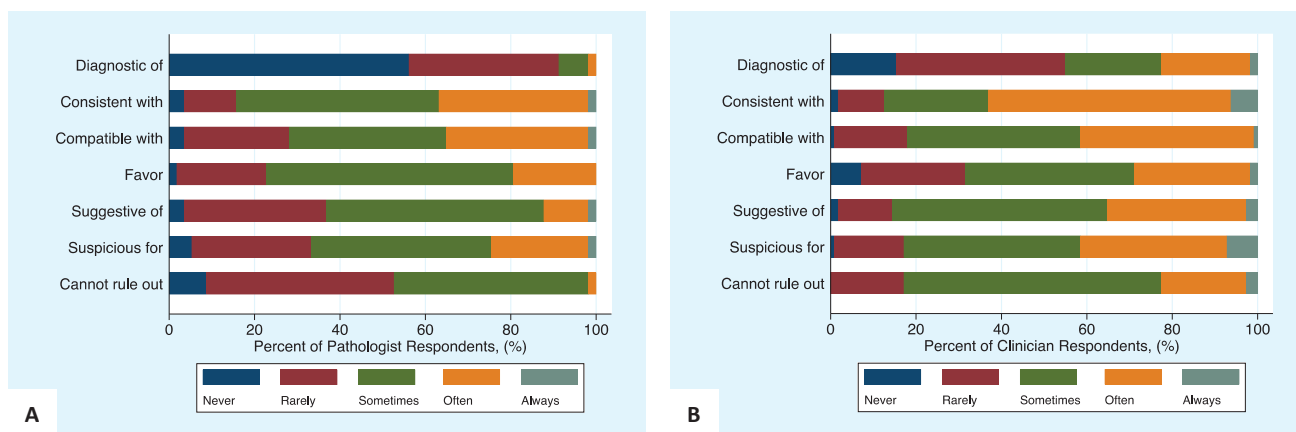 Diagnostic of
Consistent with
Compatible with
Favor
Suggestive of
Suspicious for
Cannot rule out
0 20 40 60 80 100
Percent of Pathologist Respondents, (%)
Never Rarely Sometimes Often Always
A
Diagnostic of
Consistent with
Compatible with
Favor
Suggestive of
Suspicious for
Cannot rule out
0 20 40 60 80 100
Percent of Clinician Respondents, (%)
Never Rarely Sometimes Often Always
B